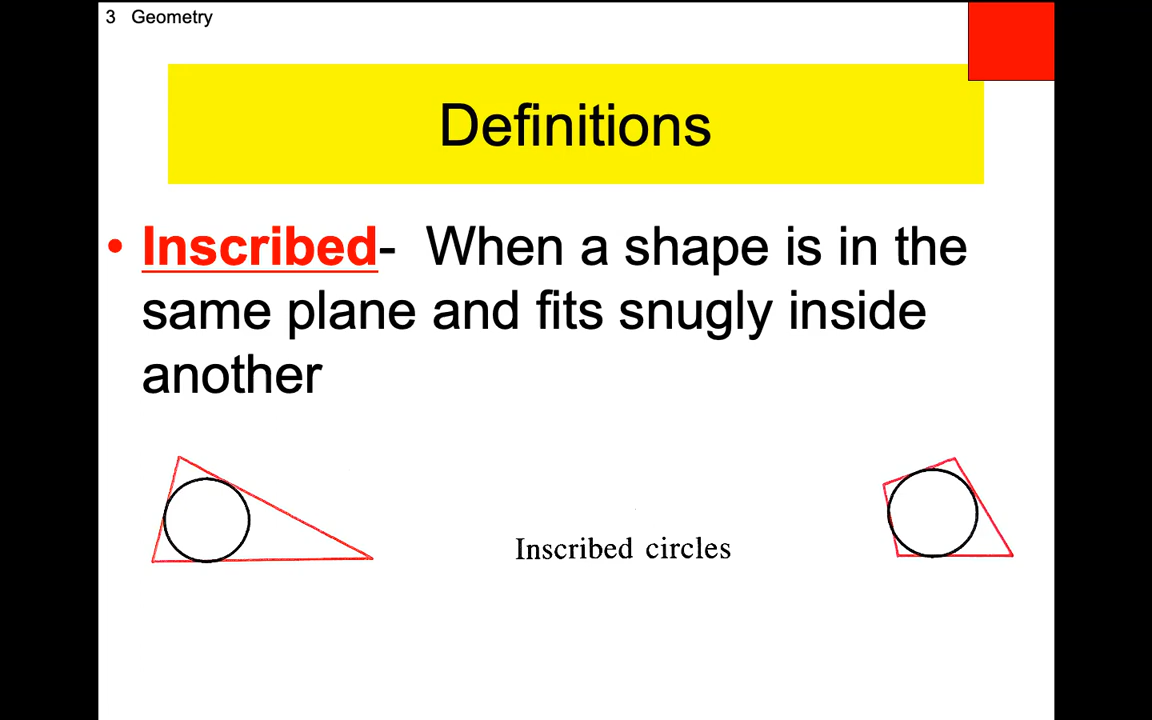 3 Geometry
Definitions
• Inscribed- When a shape is in the
same plane and fits snugly inside
another
Inscribed circles